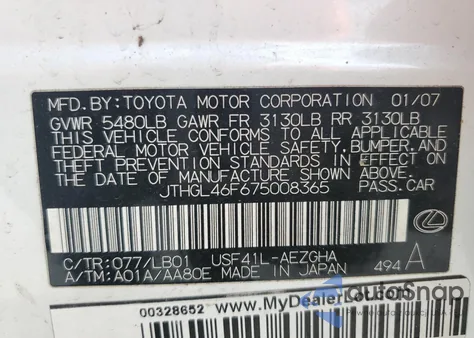 MFD. BY: TOYOTA MOTOR CORPORATION 01/07
GVWR 5480LB GAWR FR 3130LB RR 3130LB
THIS VEHICLE CONFORMS TO ALL APPLICABLE
FEDERAL MOTOR VEHICLE SAFETY, BUMPER, AND
THEFT PREVENTION STANDARDS IN EFFECT ON
THE DATE OF MANUFACTURE SHOWN ABOVE.
JTHGL46F675008365 PASS. CAR
C/TR: 077/LB01 USF41L-AEZGHA
A/TM: A01A/AA80E MADE IN JAPAN 494 A
00328652 www.MyDealerLot.com
autoSnap